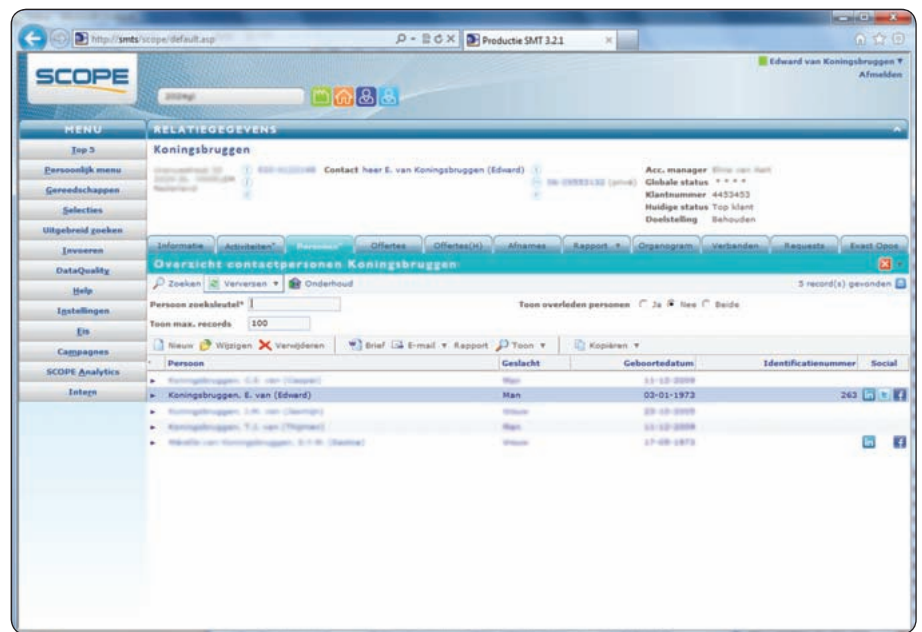 http://smts/scope/default.asp
Productie SMT 3.2.1
SCOPE
Edward van Koningsbruggen
Afmelden
MENU
RELATIEGEGEVENS
Top 5
Persoonlijk menu
Gereedschappen
Selecties
Uitgebreid zoeken
Invoeren
DataQuality
Help
Instellingen
Eis
Campagnes
SCOPE Analytics
Intern
Koningsbruggen
Contact heer E. van Koningsbruggen (Edward)
Acc. manager
Globale status * * * *
Klantnummer 4453453
Huidige status Top klant
Doelstelling Behouden
Informatie Activiteiten* Personen* Offertes Offertes(H) Afnames Rapport Organogram Verbanden Requests Exact Opos
Overzicht contactpersonen Koningsbruggen
Zoeken Verversen Onderhoud 5 record(s) gevonden
Persoon zoeksleutel* Toon overleden personen Ja Nee Beide
Toon max. records 100
Nieuw Wijzigen Verwijderen Brief E-mail Rapport Toon Kopiëren
Persoon Geslacht Geboortedatum Identificatienummer Social
Koningsbruggen, E. van (Edward) Man 03-01-1973 263